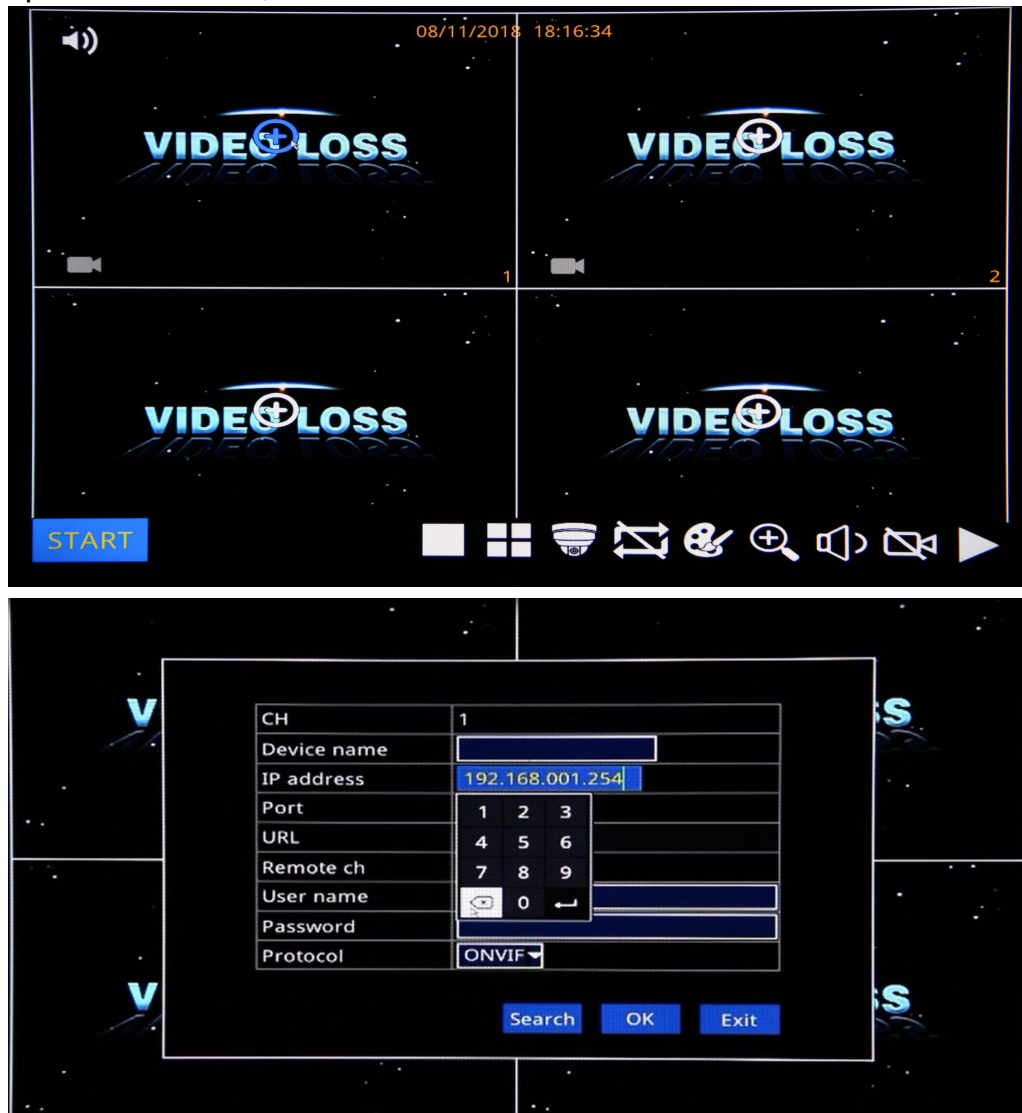 08/11/2018 18:16:34
VIDEO LOSS
VIDEO LOSS
1
2
VIDEO LOSS
VIDEO LOSS
START
V
SS
CH 1
Device name
IP address 192.168.001.254
Port
1 2 3
URL
4 5 6
Remote ch
7 8 9
User name
0
Password
Protocol ONVIF
V
SS
Search OK Exit